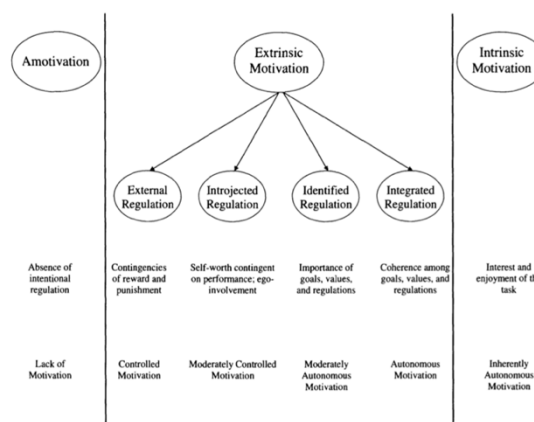 Amotivation
Extrinsic
Motivation
Intrinsic
Motivation
External
Regulation
Introjected
Regulation
Identified
Regulation
Integrated
Regulation
Absence of
intentional
regulation
Contingencies
of reward and
punishment
Self-worth contingent
on performance; ego-
involvement
Importance of
goals, values,
and regulations
Coherence among
goals, values, and
regulations
Interest and
enjoyment of th
task
Lack of
Motivation
Controlled
Motivation
Moderately Controlled
Motivation
Moderately
Autonomous
Motivation
Autonomous
Motivation
Inherently
Autonomous
Motivation